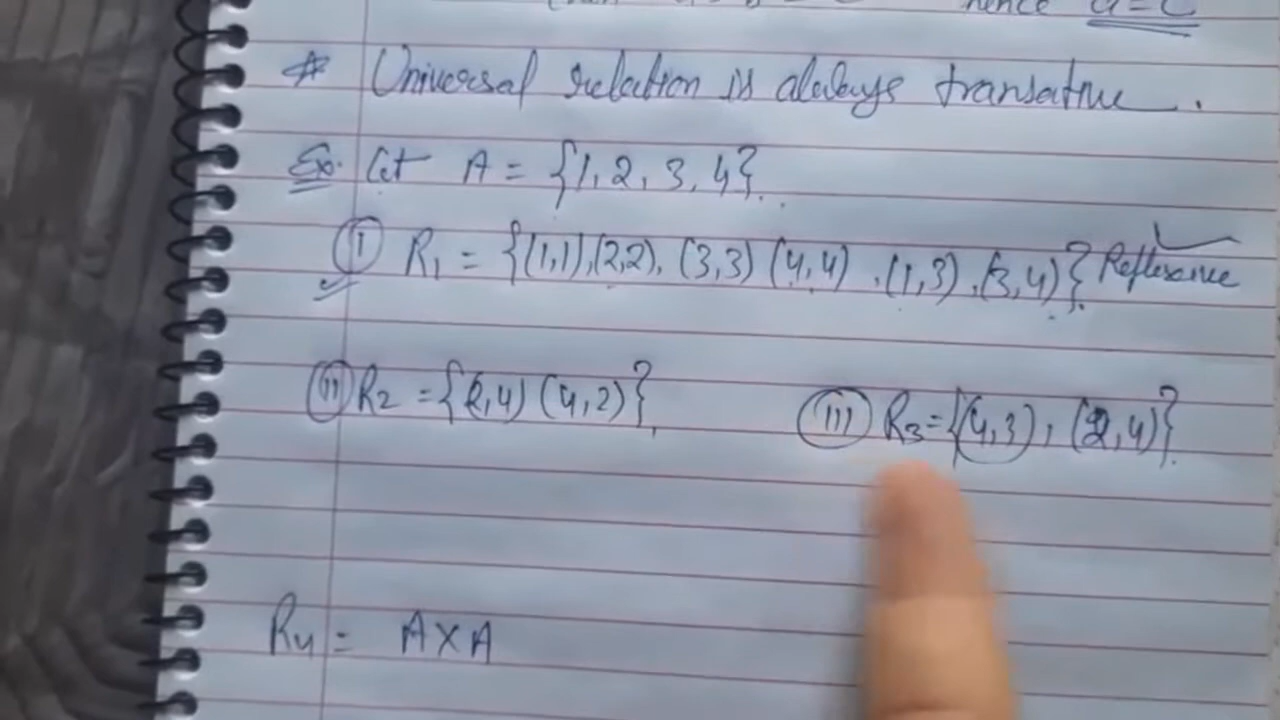 hence a = c
* Universal relation is always transative.
Ex. Let A = {1, 2, 3, 4}
(i) R1 = {(1,1), (2,2), (3,3) (4,4), (1,3), (3,4)} Reflexive
(ii) R2 = {(2,4) (4,2)}, (iii) R3 = {(4,3), (2,4)}
R4 = A X A